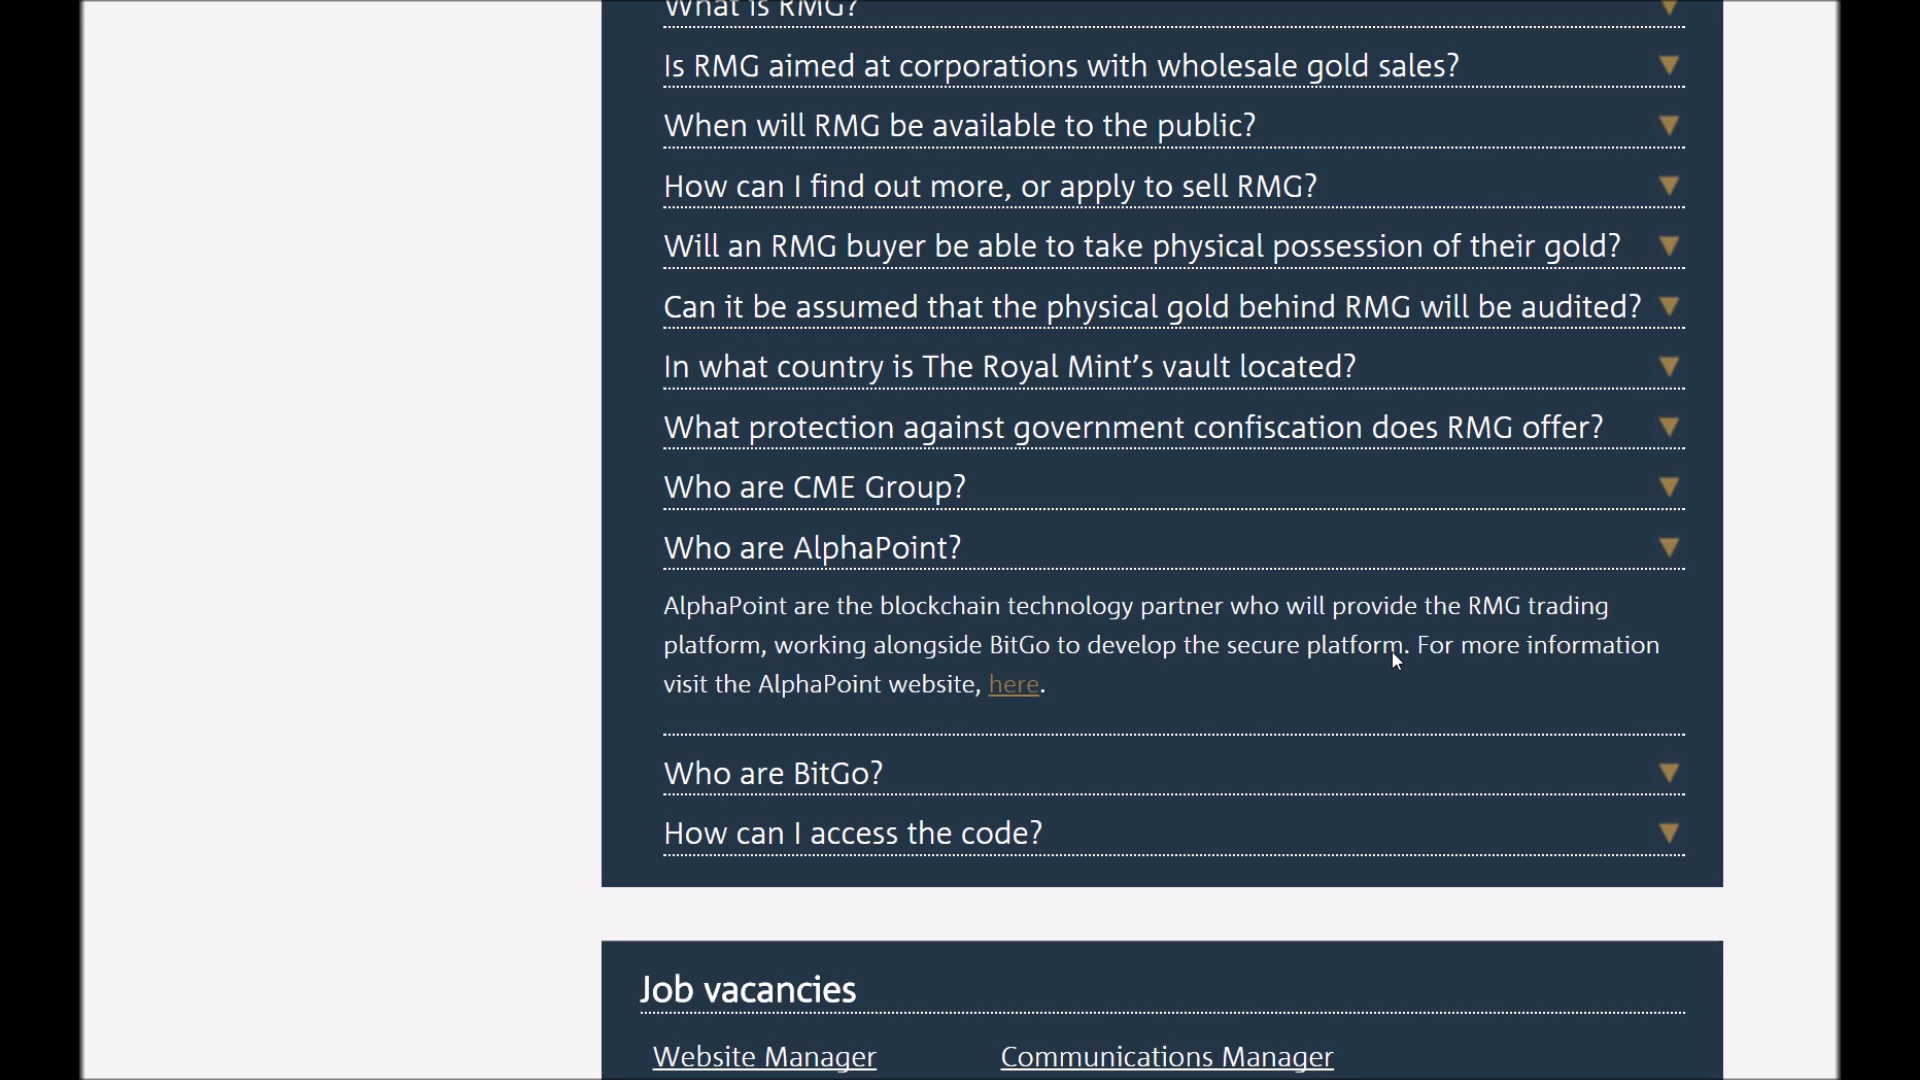 What is RMG?
Is RMG aimed at corporations with wholesale gold sales?
When will RMG be available to the public?
How can I find out more, or apply to sell RMG?
Will an RMG buyer be able to take physical possession of their gold?
Can it be assumed that the physical gold behind RMG will be audited?
In what country is The Royal Mint’s vault located?
What protection against government confiscation does RMG offer?
Who are CME Group?
Who are AlphaPoint?
AlphaPoint are the blockchain technology partner who will provide the RMG trading
platform, working alongside BitGo to develop the secure platform. For more information
visit the AlphaPoint website, here.
Who are BitGo?
How can I access the code?
Job vacancies
Website Manager
Communications Manager